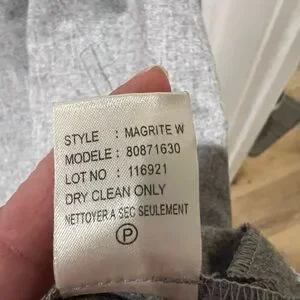 STYLE : MAGRITE W
MODELE : 80871630
LOT NO : 116921
DRY CLEAN ONLY
NETTOYER A SEC SEULEMENT
P